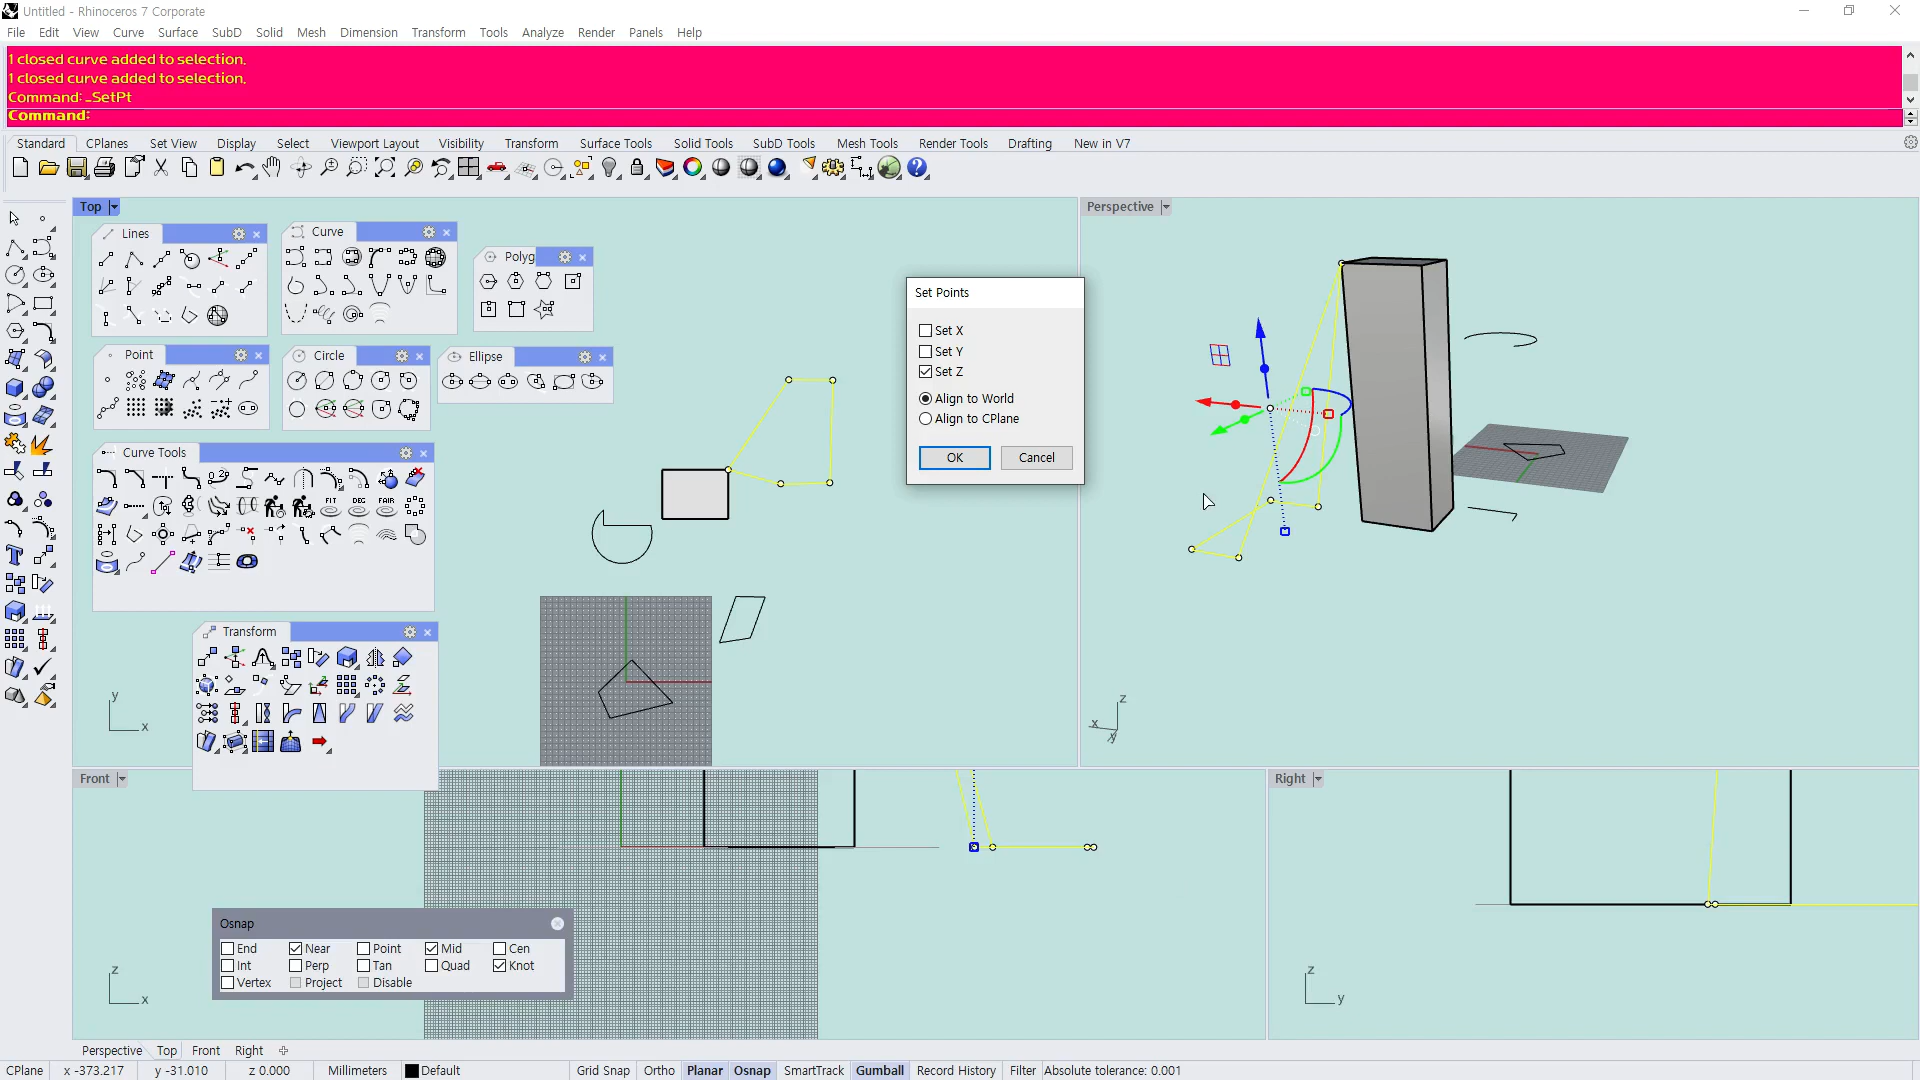 Untitled - Rhinoceros 7 Corporate
File Edit View Curve Surface SubD Solid Mesh Dimension Transform Tools Analyze Render Panels Help
1 closed curve added to selection.
1 closed curve added to selection.
Command: _SetPt
Command:
Standard CPlanes Set View Display Select Viewport Layout Visibility Transform Surface Tools Solid Tools SubD Tools Mesh Tools Render Tools Drafting New in V7
Top
Perspective
Lines
Curve
Polyg
Point
Circle
Ellipse
Curve Tools
FIT DEG FAIR
Transform
Set Points
Set X
Set Y
Set Z
Align to World
Align to CPlane
OK Cancel
y
x
z
x
y
Front
Right
Osnap
End Near Point Mid Cen
Int Perp Tan Quad Knot
Vertex Project Disable
z
x
z
y
Perspective Top Front Right
CPlane x -373.217 y -31.010 z 0.000 Millimeters Default Grid Snap Ortho Planar Osnap SmartTrack Gumball Record History Filter Absolute tolerance: 0.001